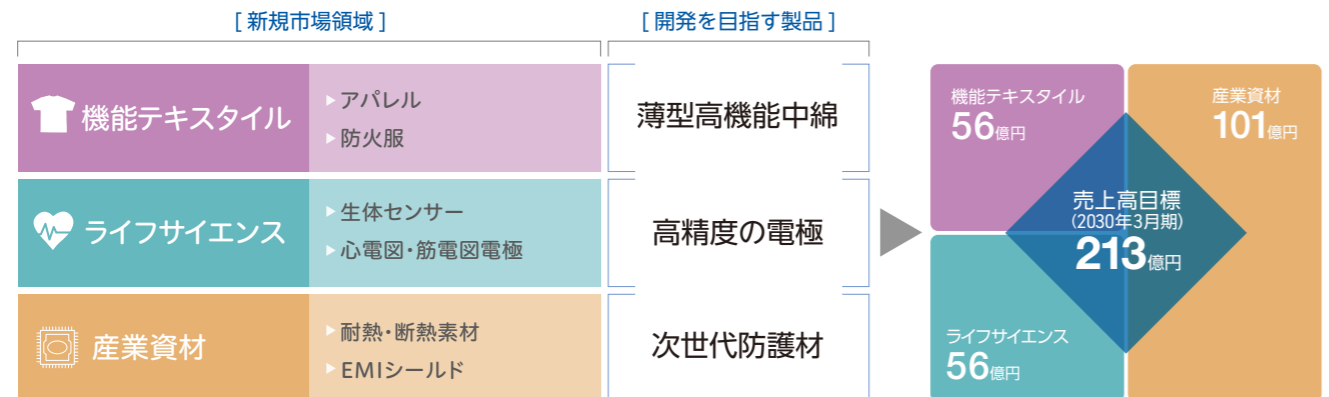 [ 新規市場領域 ]
[ 開発を目指す製品 ]
機能テキスタイル
アパレル
防火服
薄型高機能中綿
ライフサイエンス
生体センサー
心電図・筋電図電極
高精度の電極
産業資材
耐熱・断熱素材
EMIシールド
次世代防護材
機能テキスタイル
56億円
産業資材
101億円
売上高目標
(2030年3月期)
213億円
ライフサイエンス
56億円